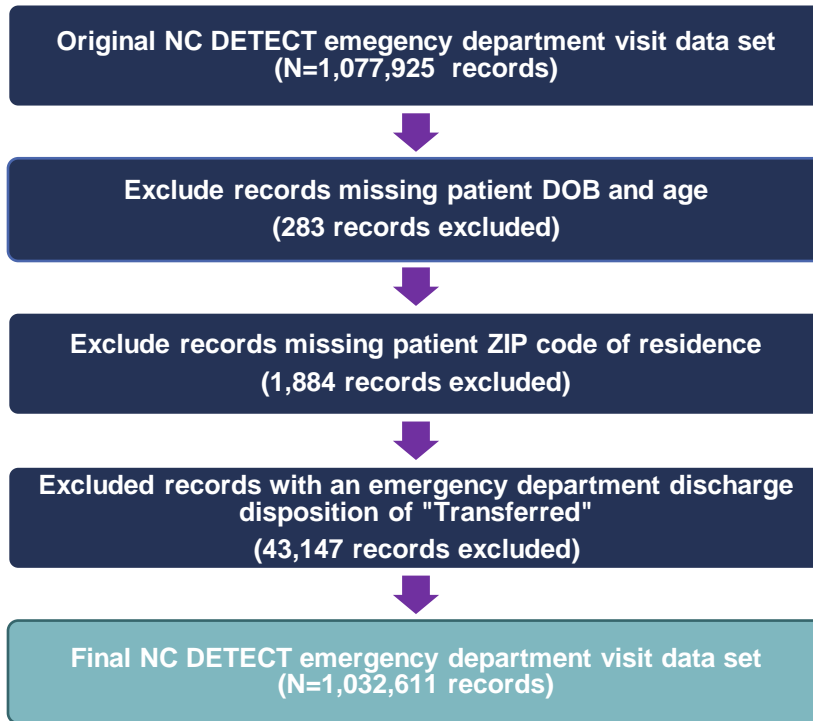 Original NC DETECT emegency department visit data set
(N=1,077,925 records)
Exclude records missing patient DOB and age
(283 records excluded)
Exclude records missing patient ZIP code of residence
(1,884 records excluded)
Excluded records with an emergency department discharge
disposition of "Transferred"
(43,147 records excluded)
Final NC DETECT emergency department visit data set
(N=1,032,611 records)